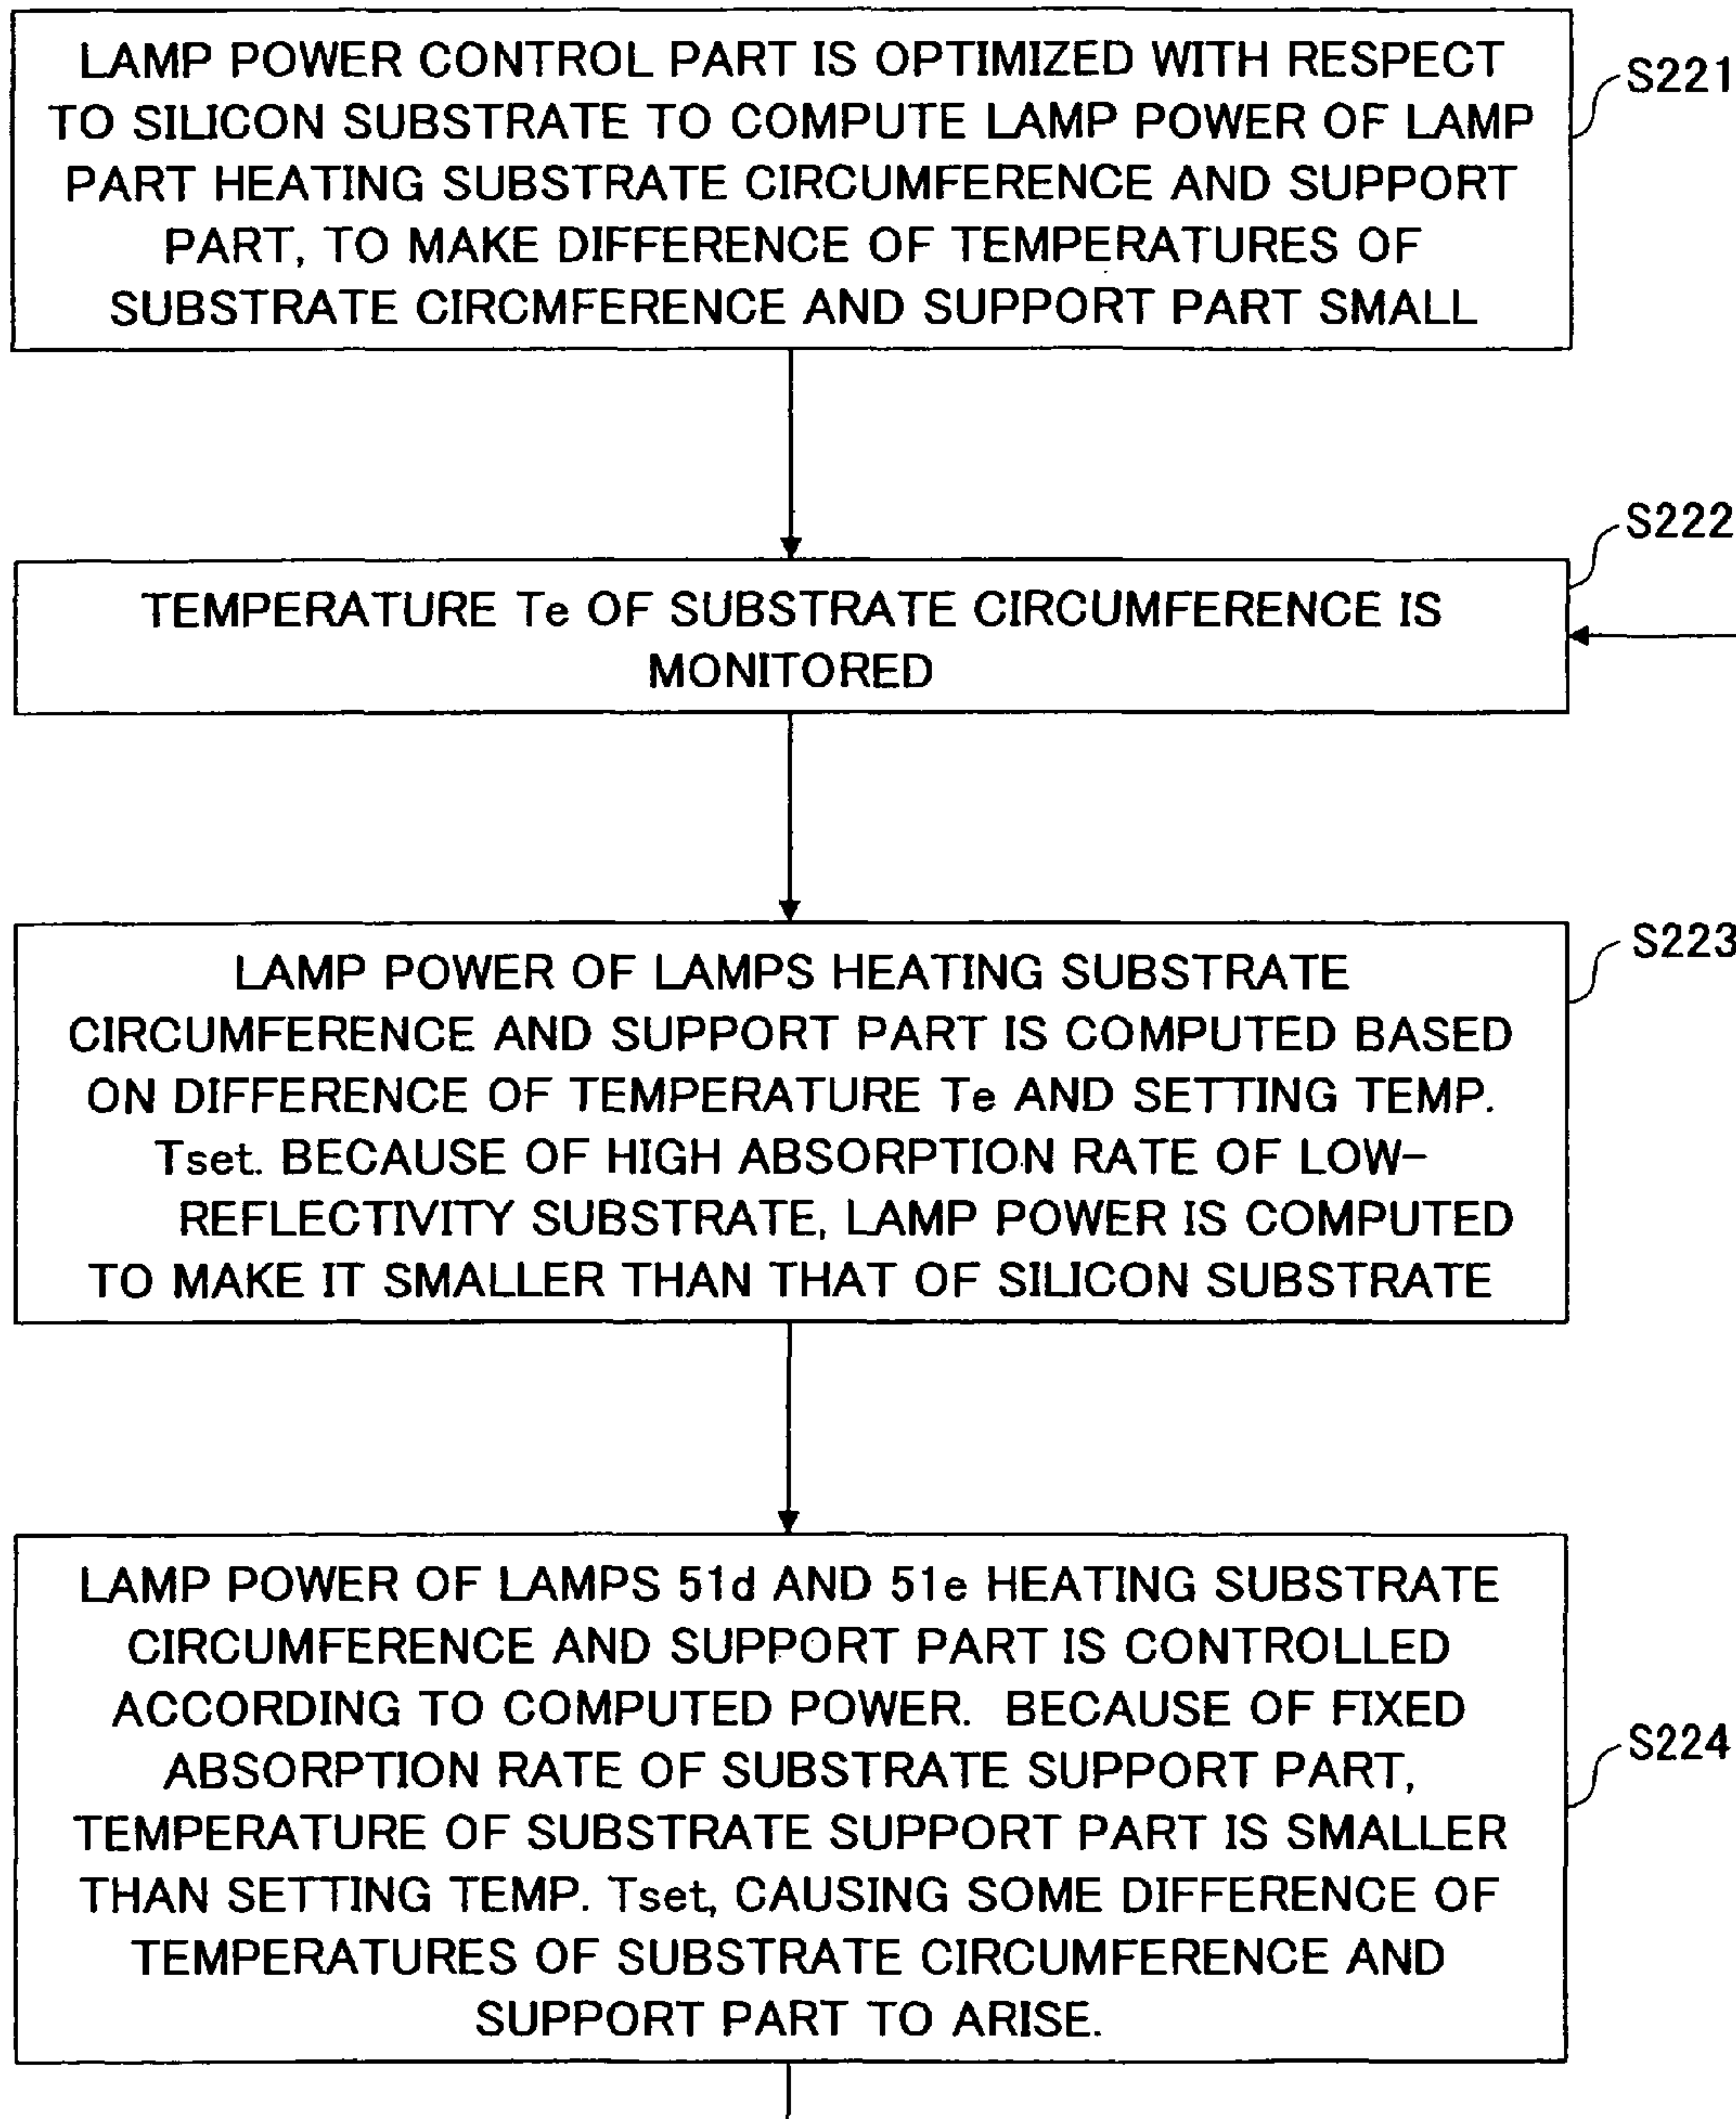 LAMP POWER CONTROL PART IS OPTIMIZED WITH RESPECT
TO SILICON SUBSTRATE TO COMPUTE LAMP POWER OF LAMP
PART HEATING SUBSTRATE CIRCUMFERENCE AND SUPPORT
PART, TO MAKE DIFFERENCE OF TEMPERATURES OF
SUBSTRATE CIRCMFERENCE AND SUPPORT PART SMALL
S221
TEMPERATURE Te OF SUBSTRATE CIRCUMFERENCE IS
MONITORED
S222
LAMP POWER OF LAMPS HEATING SUBSTRATE
CIRCUMFERENCE AND SUPPORT PART IS COMPUTED BASED
ON DIFFERENCE OF TEMPERATURE Te AND SETTING TEMP.
Tset. BECAUSE OF HIGH ABSORPTION RATE OF LOW-
REFLECTIVITY SUBSTRATE, LAMP POWER IS COMPUTED
TO MAKE IT SMALLER THAN THAT OF SILICON SUBSTRATE
S223
LAMP POWER OF LAMPS 51d AND 51e HEATING SUBSTRATE
CIRCUMFERENCE AND SUPPORT PART IS CONTROLLED
ACCORDING TO COMPUTED POWER. BECAUSE OF FIXED
ABSORPTION RATE OF SUBSTRATE SUPPORT PART,
TEMPERATURE OF SUBSTRATE SUPPORT PART IS SMALLER
THAN SETTING TEMP. Tset, CAUSING SOME DIFFERENCE OF
TEMPERATURES OF SUBSTRATE CIRCUMFERENCE AND
SUPPORT PART TO ARISE.
S224